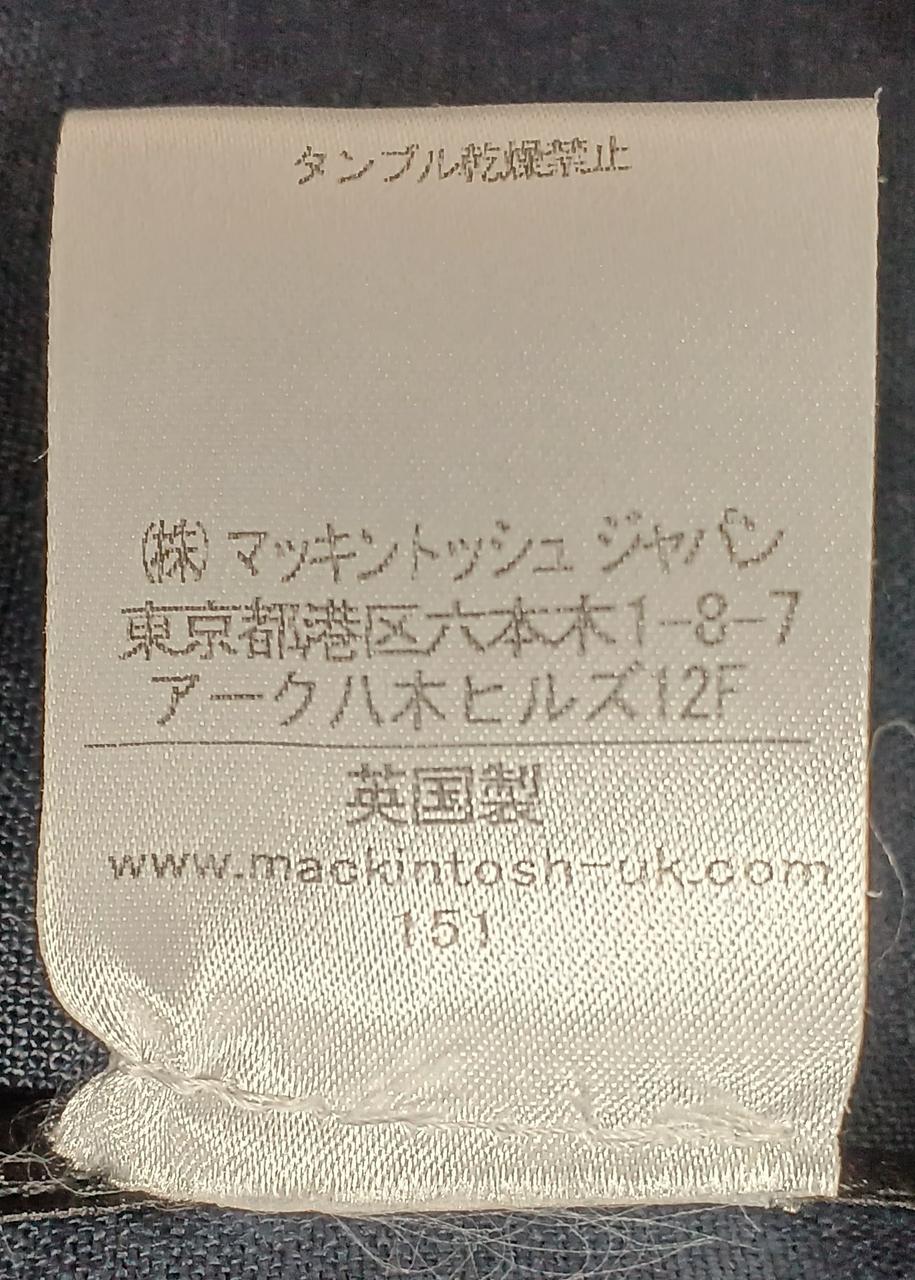 タンブル乾燥禁止
(株) マッキントッシュ ジャパン
東京都港区六本木1-8-7
アーク八木ヒルズ12F
英国製
www.mackintosh-uk.com
151